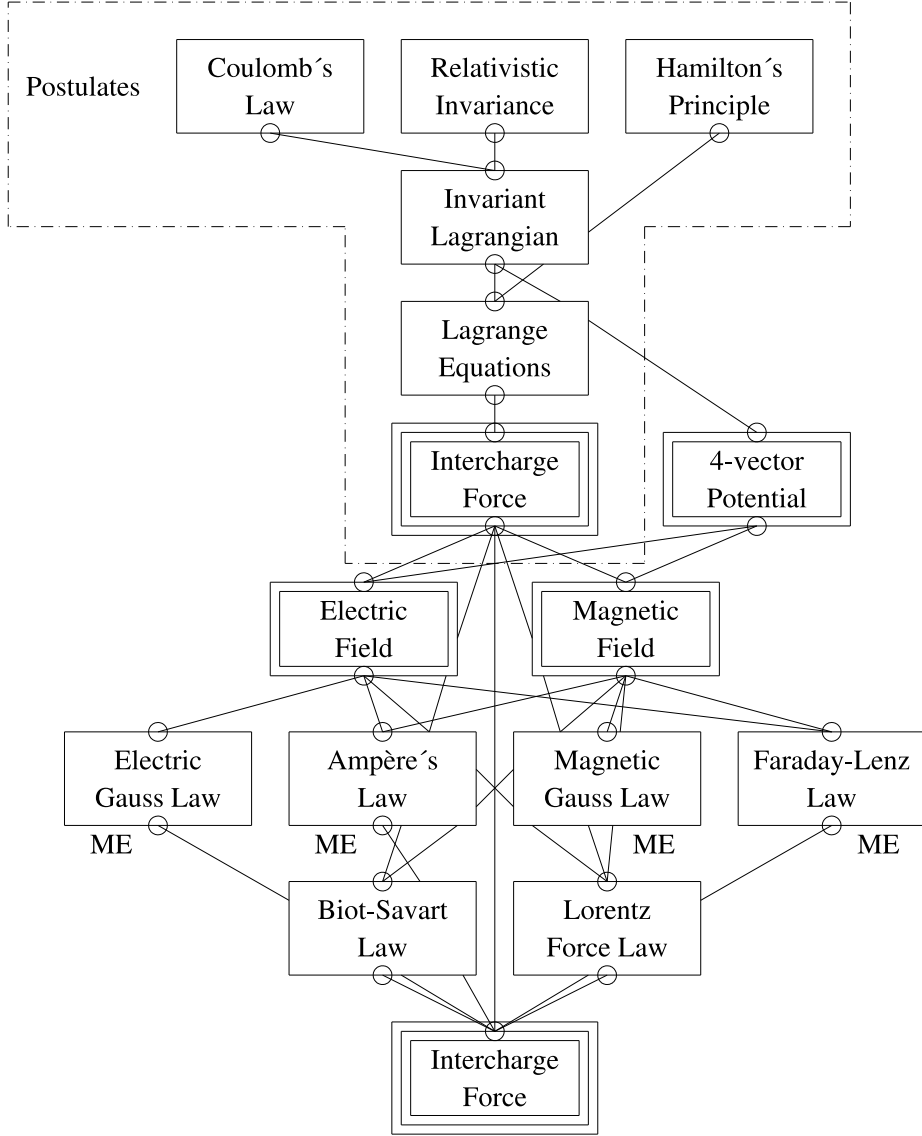 Postulates
Coulomb´s
Law
Relativistic
Invariance
Hamilton´s
Principle
Invariant
Lagrangian
Lagrange
Equations
Intercharge
Force
4-vector
Potential
Electric
Field
Magnetic
Field
Electric
Gauss Law
ME
Ampère´s
Law
ME
Magnetic
Gauss Law
ME
Faraday-Lenz
Law
ME
Biot-Savart
Law
Lorentz
Force Law
Intercharge
Force